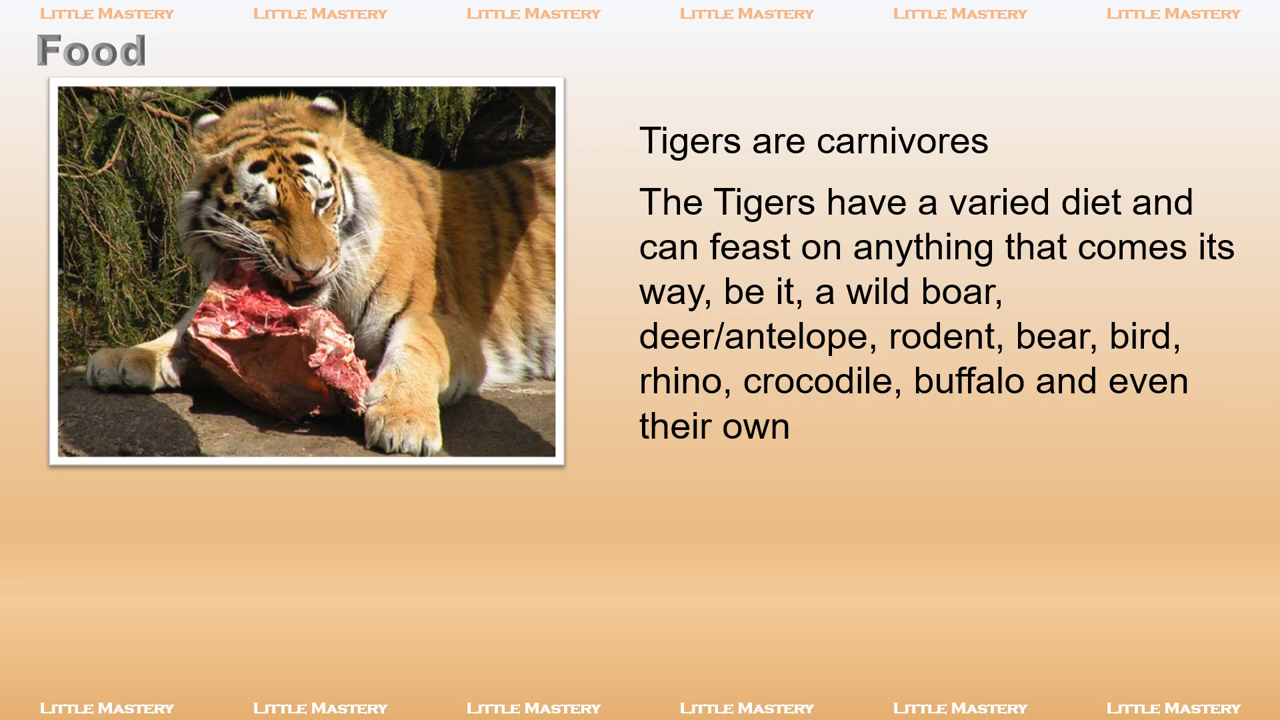 Little Mastery Little Mastery Little Mastery Little Mastery Little Mastery Little Mastery
Food
Tigers are carnivores
The Tigers have a varied diet and
can feast on anything that comes its
way, be it, a wild boar,
deer/antelope, rodent, bear, bird,
rhino, crocodile, buffalo and even
their own
Little Mastery Little Mastery Little Mastery Little Mastery Little Mastery Little Mastery